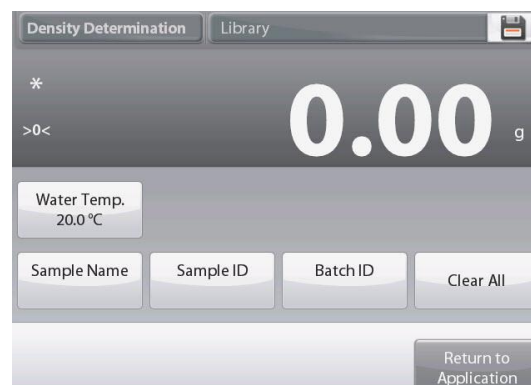 Density Determination Library
*
>0<
0.00 g
Water Temp.
20.0 °C
Sample Name Sample ID Batch ID Clear All
Return to
Application